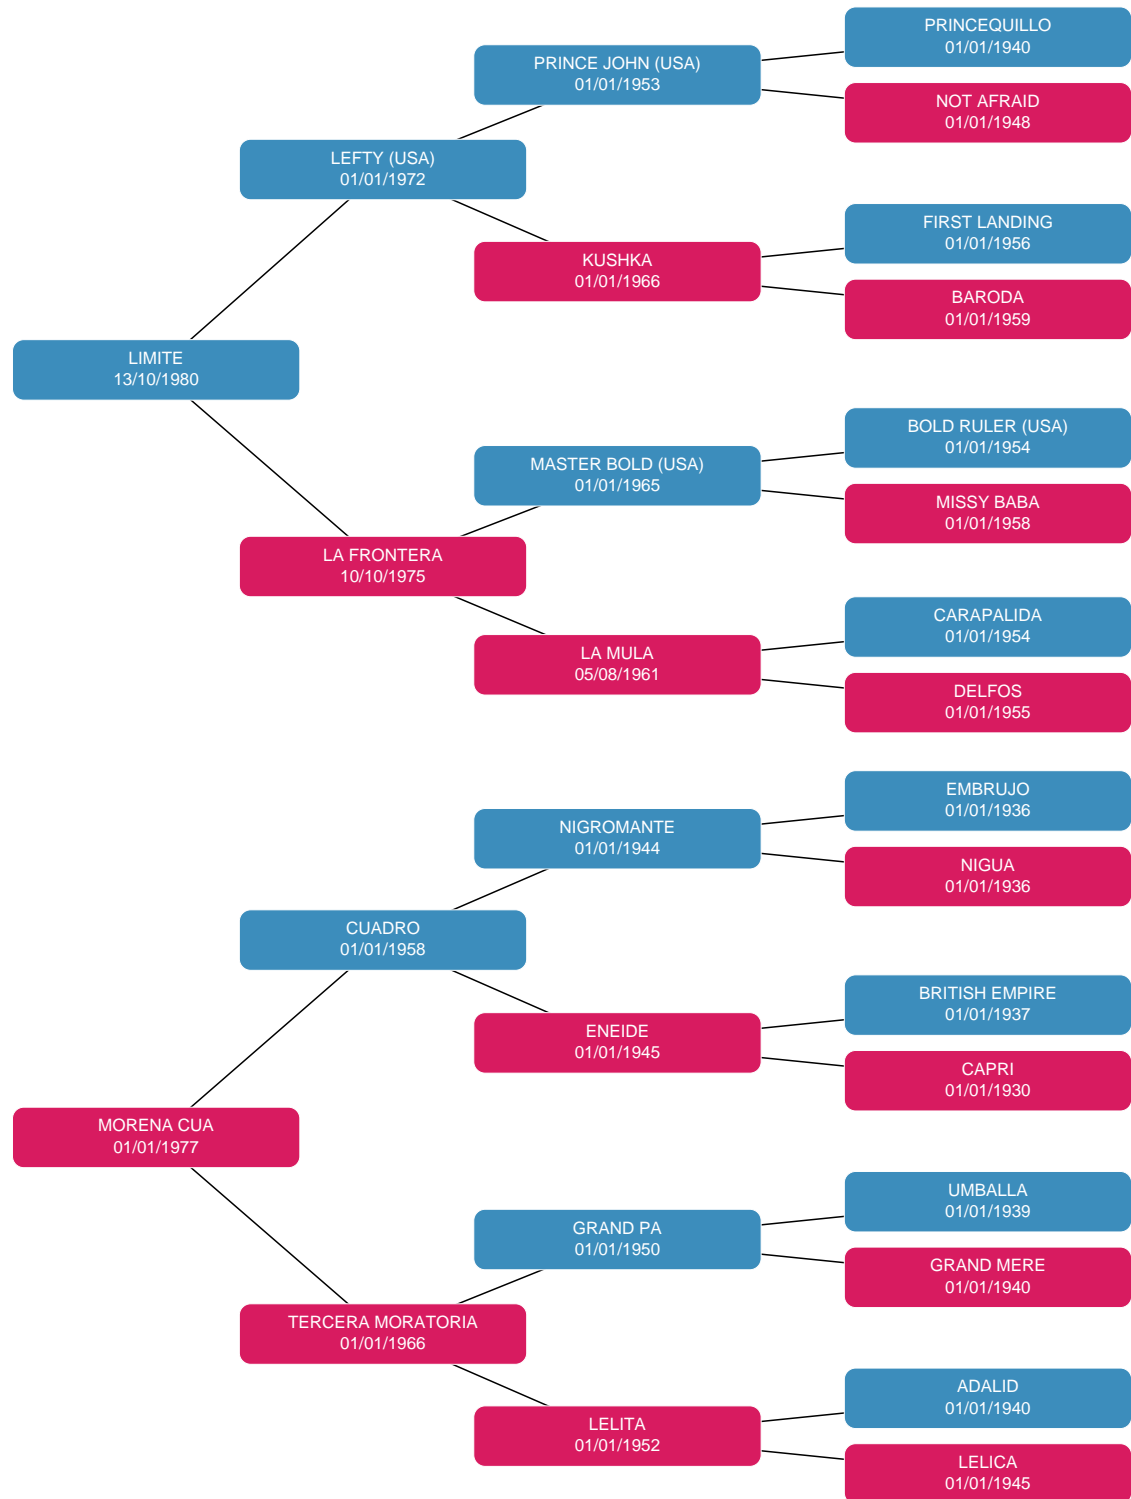 PRINCEQUILLO
01/01/1940
PRINCE JOHN (USA)
01/01/1953
NOT AFRAID
01/01/1948
LEFTY (USA)
01/01/1972
FIRST LANDING
01/01/1956
KUSHKA
01/01/1966
BARODA
01/01/1959
LIMITE
13/10/1980
BOLD RULER (USA)
01/01/1954
MASTER BOLD (USA)
01/01/1965
MISSY BABA
01/01/1958
LA FRONTERA
10/10/1975
CARAPALIDA
01/01/1954
LA MULA
05/08/1961
DELFOS
01/01/1955
EMBRUJO
01/01/1936
NIGROMANTE
01/01/1944
NIGUA
01/01/1936
CUADRO
01/01/1958
BRITISH EMPIRE
01/01/1937
ENEIDE
01/01/1945
CAPRI
01/01/1930
MORENA CUA
01/01/1977
UMBALLA
01/01/1939
GRAND PA
01/01/1950
GRAND MERE
01/01/1940
TERCERA MORATORIA
01/01/1966
ADALID
01/01/1940
LELITA
01/01/1952
LELICA
01/01/1945